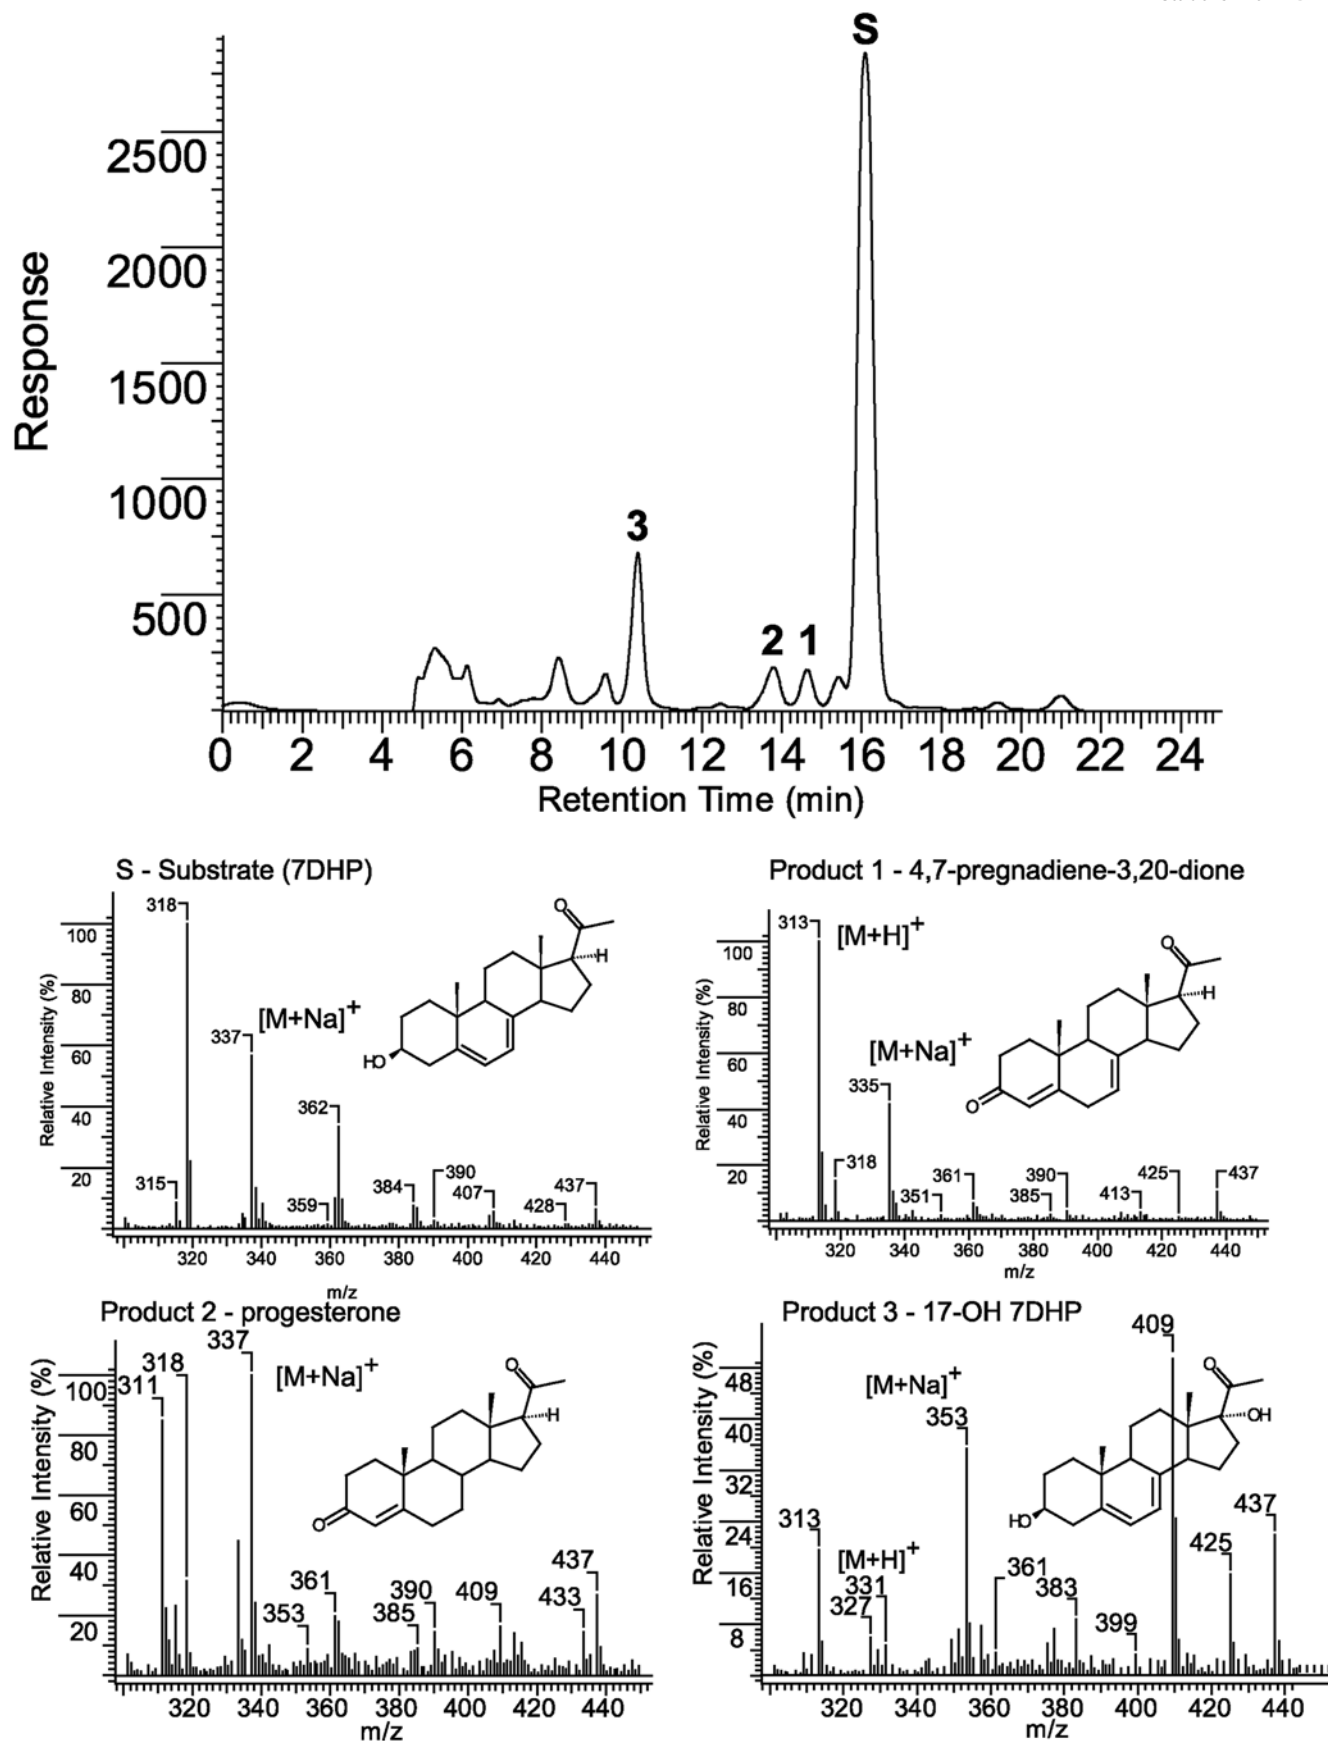 S
2500
2000
Response
1500
1000
3
500
2 1
0 2 4 6 8 10 12 14 16 18 20 22 24
Retention Time (min)
S - Substrate (7DHP)
318
100
80
[M+Na]+
337
60
362
40
20
315
359
384
390
407
428
437
Relative Intensity (%)
O
H
HO
320 340 360 380 400 420 440
m/z
Product 1 - 4,7-pregnadiene-3,20-dione
313
[M+H]+
100
80
[M+Na]+
60
335
40
20
318
351
361
385
390
413
425
437
Relative Intensity (%)
O
H
O
320 340 360 380 400 420 440
m/z
Product 2 - progesterone
337
318
[M+Na]+
100
311
80
60
40
361
353
390
385
409
437
433
20
Relative Intensity (%)
O
H
O
320 340 360 380 400 420 440
m/z
Product 3 - 17-OH 7DHP
409
[M+Na]+
48
353
40
32
313
24
[M+H]+
331
327
361
383
399
425
437
16
8
Relative Intensity (%)
O
OH
HO
320 340 360 380 400 420 440
m/z